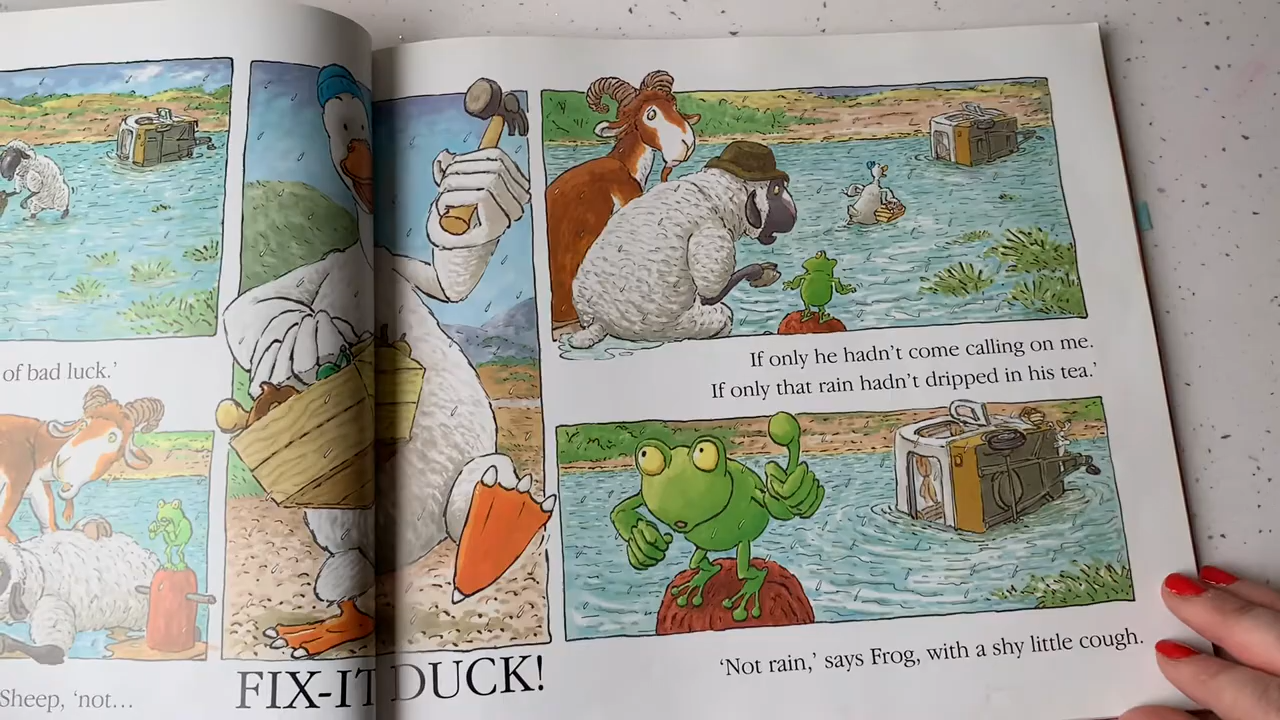 of bad luck.’
Sheep, ‘not…
FIX-IT DUCK!
If only he hadn’t come calling on me.
If only that rain hadn’t dripped in his tea.’
‘Not rain,’ says Frog, with a shy little cough.